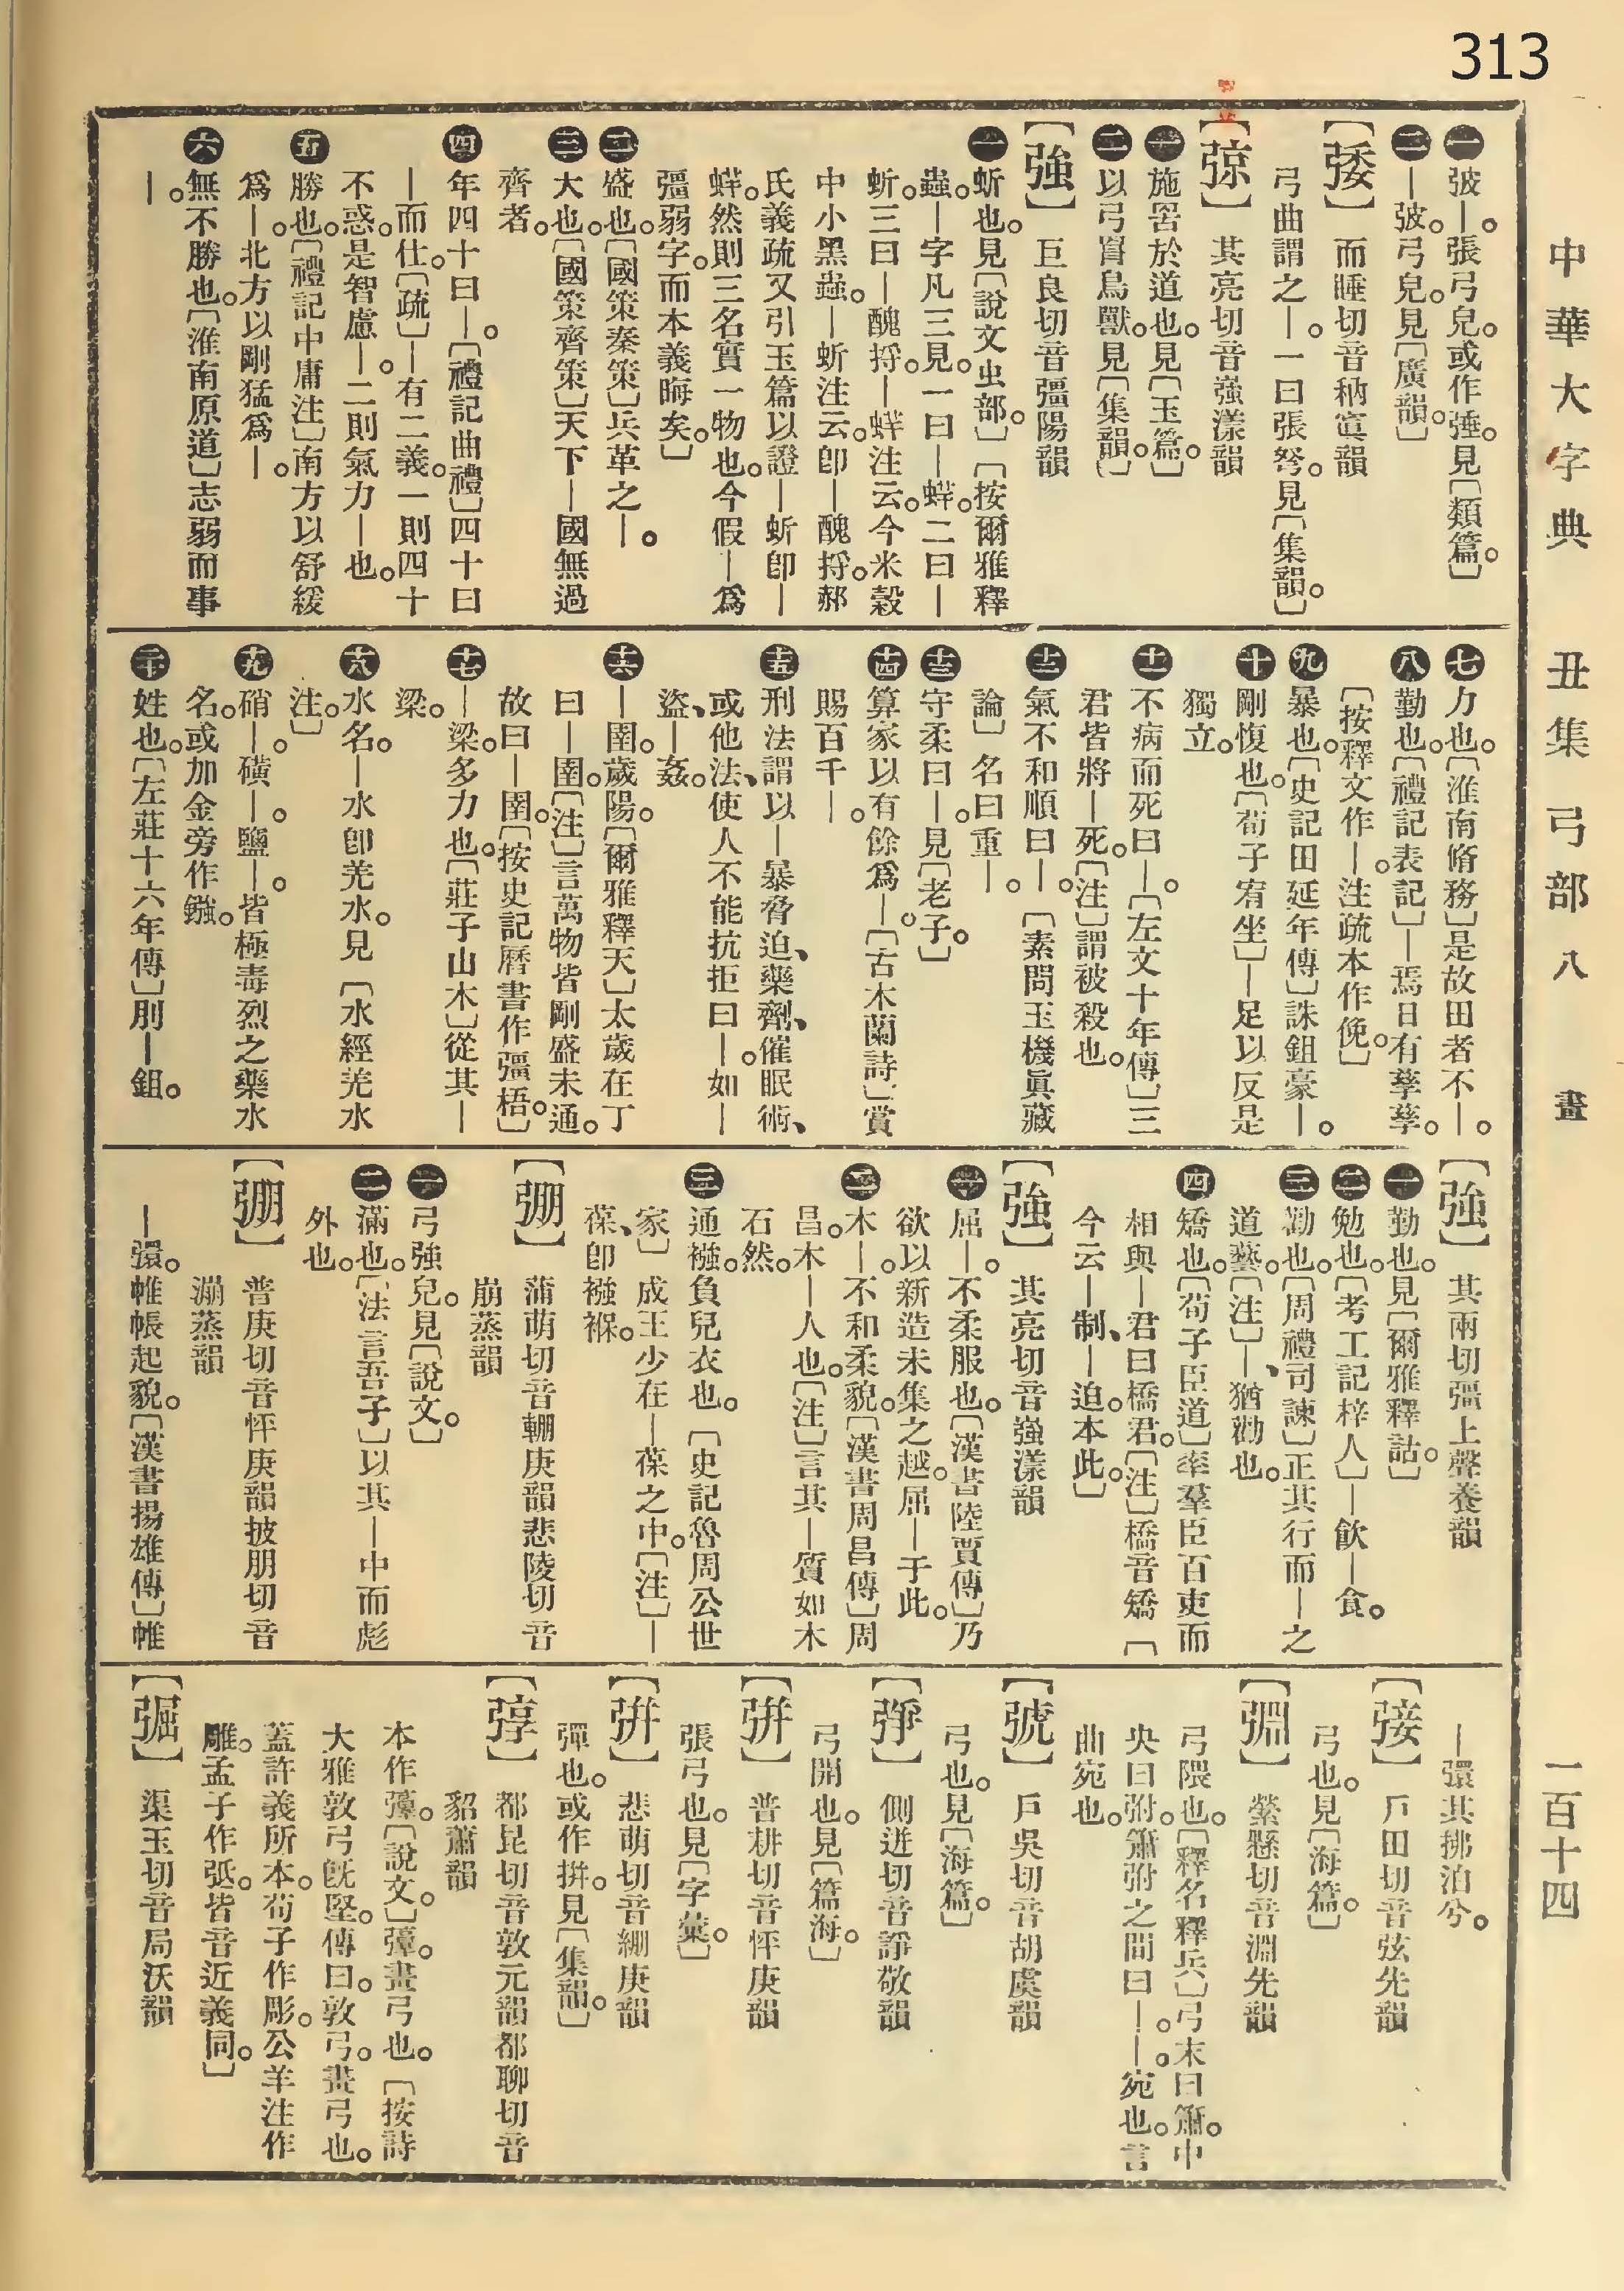 313
中華大字典 丑集 弓部 八畫 一百十四
㊀彼—。張弓皃。或作弡。見〔類篇。〕
㊁—彼。弓皃。見〔廣韻。〕
【𢏬】 而睡切音枘寘韻
弓曲謂之—。一曰張弩。見〔集韻。〕
【弶】 其亮切音強漾韻
㊀施罟於道也。見〔玉篇。〕
㊁以弓罥鳥獸。見〔集韻。〕
【強】 巨良切音彊陽韻
㊀蚚也。見〔說文虫部。〕〔按爾雅釋
蟲。—字凡三見。一曰—蛘。二曰—
蚚。三曰—醜捋。—蛘注云。今米穀
中小黑蟲。—蚚注云。卽—醜捋。郝
氏義疏又引玉篇以證—蚚卽—
蛘。然則三名實一物也。今假—爲
彊弱字。而本義晦矣。〕
㊁盛也。〔國策秦策〕兵革之—。
㊂大也。〔國策齊策〕天下—國無過
齊者。
㊃年四十曰—。〔禮記曲禮〕四十曰
—而仕。〔疏〕—有二義。一則四十
不惑。是智慮—。二則氣力—也。
㊄勝也。〔禮記中庸注〕南方以舒緩
爲—。北方以剛猛爲—。
㊅無不勝也。〔淮南原道〕志弱而事
—。
㊆力也。〔淮南脩務〕是故田者不—。
㊇勤也。〔禮記表記〕—焉日有孳孳。
〔按釋文作—。注疏本作俛。〕
㊈暴也。〔史記田延年傳〕誅鉏豪—。
㊉剛愎也。〔荀子宥坐〕—足以反是
獨立。
十一不病而死曰—。〔左文十年傳〕三
君皆將—死。〔注〕謂被殺也。
十二氣不和順曰—。〔素問玉機眞藏
論〕名曰重—。
十三守柔曰—。見〔老子。〕
十四算家以有餘爲—。〔古木蘭詩〕賞
賜百千—。
十五刑法謂以—暴脅迫、藥劑、催眠術、
或他法、使人不能抗拒曰—。如—
盜、—姦。
十六—圉。歲陽。〔爾雅釋天〕太歲在丁
曰—圉。〔注〕言萬物皆剛盛未通。
故曰—圉。〔按史記曆書作彊梧。〕
十七—梁。多力也。〔莊子山木〕從其—
梁。
十八水名。—水卽羌水。見〔水經羌水
注。〕
十九硝—。磺—。鹽—。皆極毒烈之藥水
名。或加金旁作鏹。
二十姓也。〔左莊十六年傳〕刖—鉏。
【強】 其兩切彊上聲養韻
㊀勤也。見〔爾雅釋詁。〕
㊁勉也。〔考工記梓人〕—飮—食。
㊂勸也。〔周禮司諫〕正其行而—之
道藝。〔注〕—、猶勸也。
㊃矯也。〔荀子臣道〕率羣臣百吏而
相與—君曰橋君。〔注〕橋音矯〔
今云—制、—迫。本此。〕
【強】 其亮切音強漾韻
㊀屈—。不柔服也。〔漢書陸賈傳〕乃
欲以新造未集之越。屈—于此。
㊁木—。不和柔貌。〔漢書周昌傳〕周
昌。木—人也。〔注〕言其—質如木
石然。
㊂通襁。負兒衣也。〔史記魯周公世
家〕成王少在—葆之中。〔注〕—
葆、卽襁褓。
【弸】 蒲萌切音輣庚韻悲陵切音
崩蒸韻
㊀弓強皃。見〔說文。〕
㊁滿也。〔法言吾子〕以其—中而彪
外也。
【弸】 普庚切音怦庚韻披朋切音
漰蒸韻
—彋。帷帳起貌。〔漢書揚雄傳〕帷
—彋其拂汩兮。
【㢺】 戶田切音弦先韻
弓也。見〔海篇。〕
【弲】 縈懸切音淵先韻
弓隈也。〔釋名釋兵〕弓末曰簫。中
央曰弣。簫弣之間曰—。—。宛也。言
曲宛也。
【弧】 戶吳切音胡虞韻
弓也。見〔海篇。〕
【𢏰】 側迸切音諍敬韻
弓開也。見〔篇海。〕
【弸】 普耕切音怦庚韻
張弓也。見〔字彙。〕
【弸】 悲萌切音繃庚韻
彈也。或作拼。見〔集韻。〕
【弴】 都昆切音敦元韻都聊切音
貂蕭韻
本作𢐹。〔說文。〕𢐹。畫弓也。〔按詩
大雅敦弓旣堅。傳曰。敦弓。畫弓也。
蓋許義所本。荀子作彫。公羊注作
雕。孟子作弤。皆音近義同。〕
【𢏷】 渠玉切音局沃韻